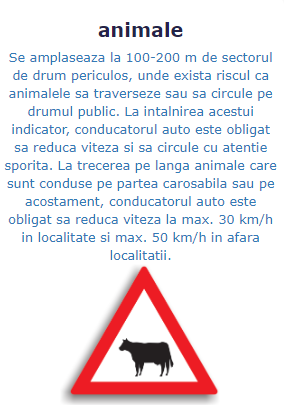 animale
Se amplaseaza la 100-200 m de sectorul
de drum periculos, unde exista riscul ca
animalele sa traverseze sau sa circule pe
drumul public. La intalnirea acestui
indicator, conducatorul auto este obligat
sa reduca viteza si sa circule cu atentie
sporita. La trecerea pe langa animale care
sunt conduse pe partea carosabila sau pe
acostament, conducatorul auto este
obligat sa reduca viteza la max. 30 km/h
in localitate si max. 50 km/h in afara
localitatii.